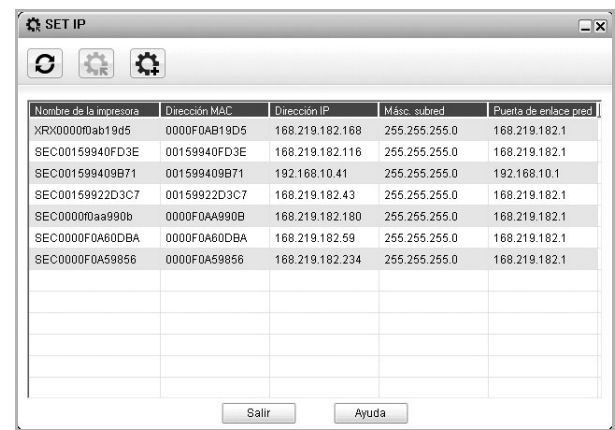 SET IP
Nombre de la impresora Dirección MAC Dirección IP Másc. subred Puerta de enlace pred
XRX0000f0ab19d5 0000F0AB19D5 168.219.182.168 255.255.255.0 168.219.182.1
SEC00159940FD3E 00159940FD3E 168.219.182.116 255.255.255.0 168.219.182.1
SEC001599409B71 001599409B71 192.168.10.41 255.255.255.0 192.168.10.1
SEC00159922D3C7 00159922D3C7 168.219.182.43 255.255.255.0 168.219.182.1
SEC0000f0aa990b 0000F0AA990B 168.219.182.180 255.255.255.0 168.219.182.1
SEC0000F0A60DBA 0000F0A60DBA 168.219.182.59 255.255.255.0 168.219.182.1
SEC0000F0A59856 0000F0A59856 168.219.182.234 255.255.255.0 168.219.182.1
Salir Ayuda